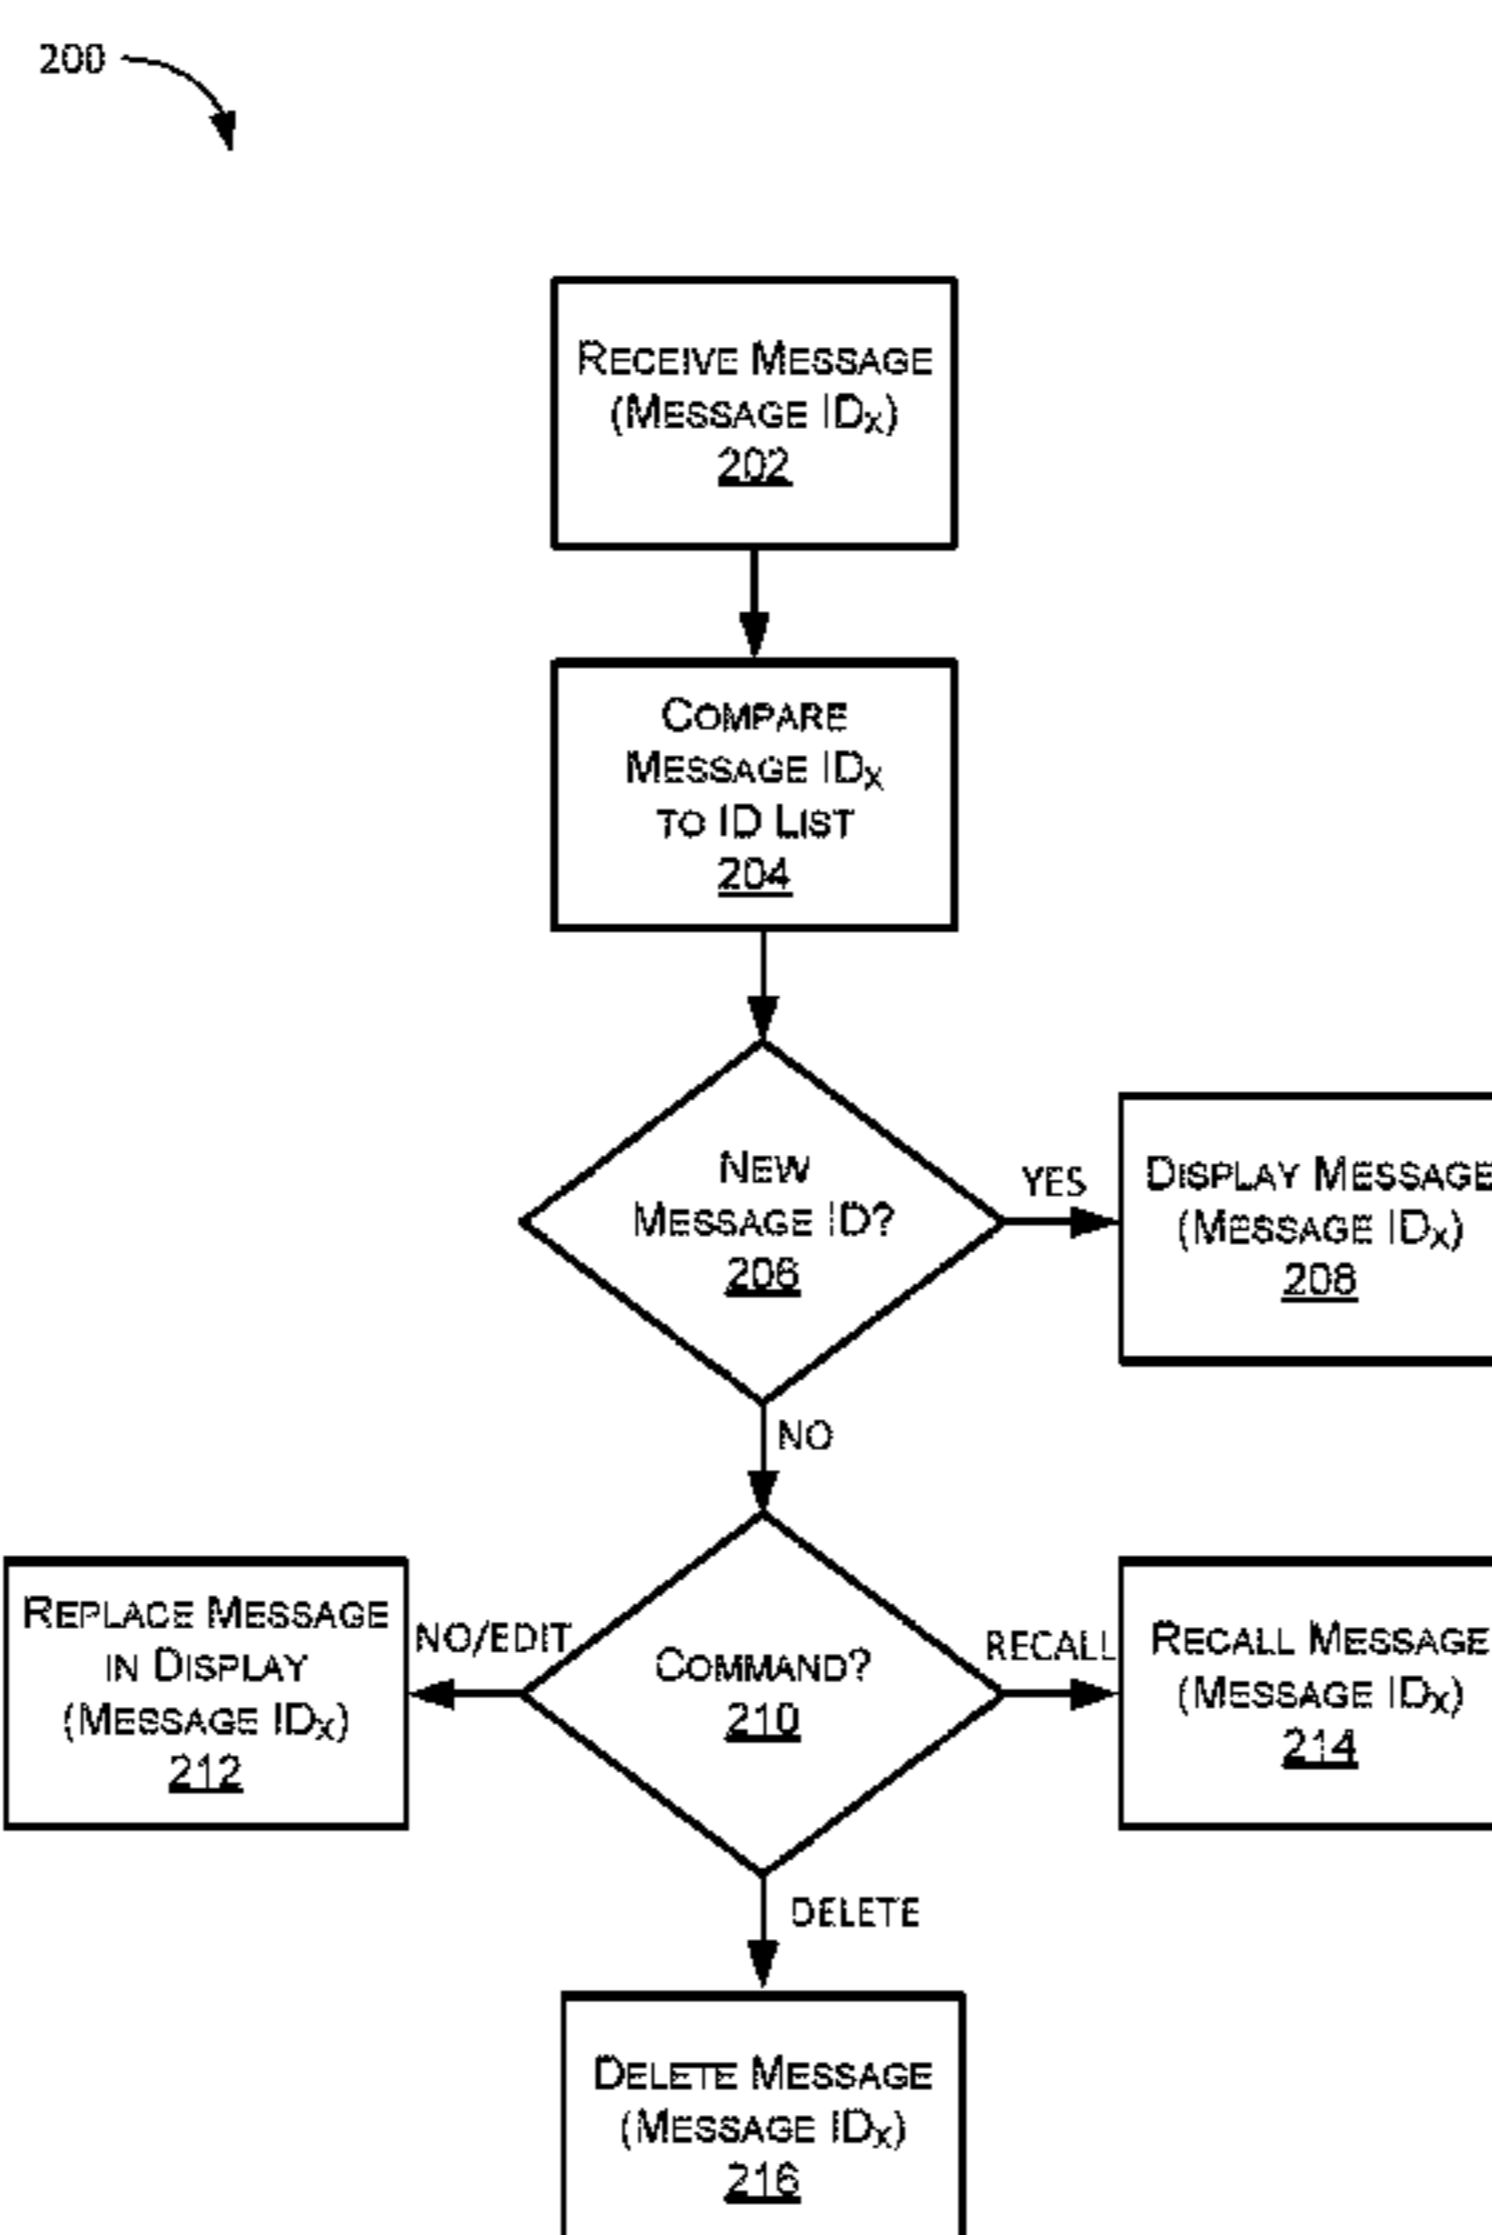 200
RECEIVE MESSAGE
(MESSAGE IDX)
202
COMPARE
MESSAGE IDX
TO ID LIST
204
NEW
MESSAGE ID?
206
YES
DISPLAY MESSAGE
(MESSAGE IDX)
208
NO
REPLACE MESSAGE
IN DISPLAY
(MESSAGE IDX)
212
NO/EDIT
COMMAND?
210
RECALL
RECALL MESSAGE
(MESSAGE IDX)
214
DELETE
DELETE MESSAGE
(MESSAGE IDX)
216